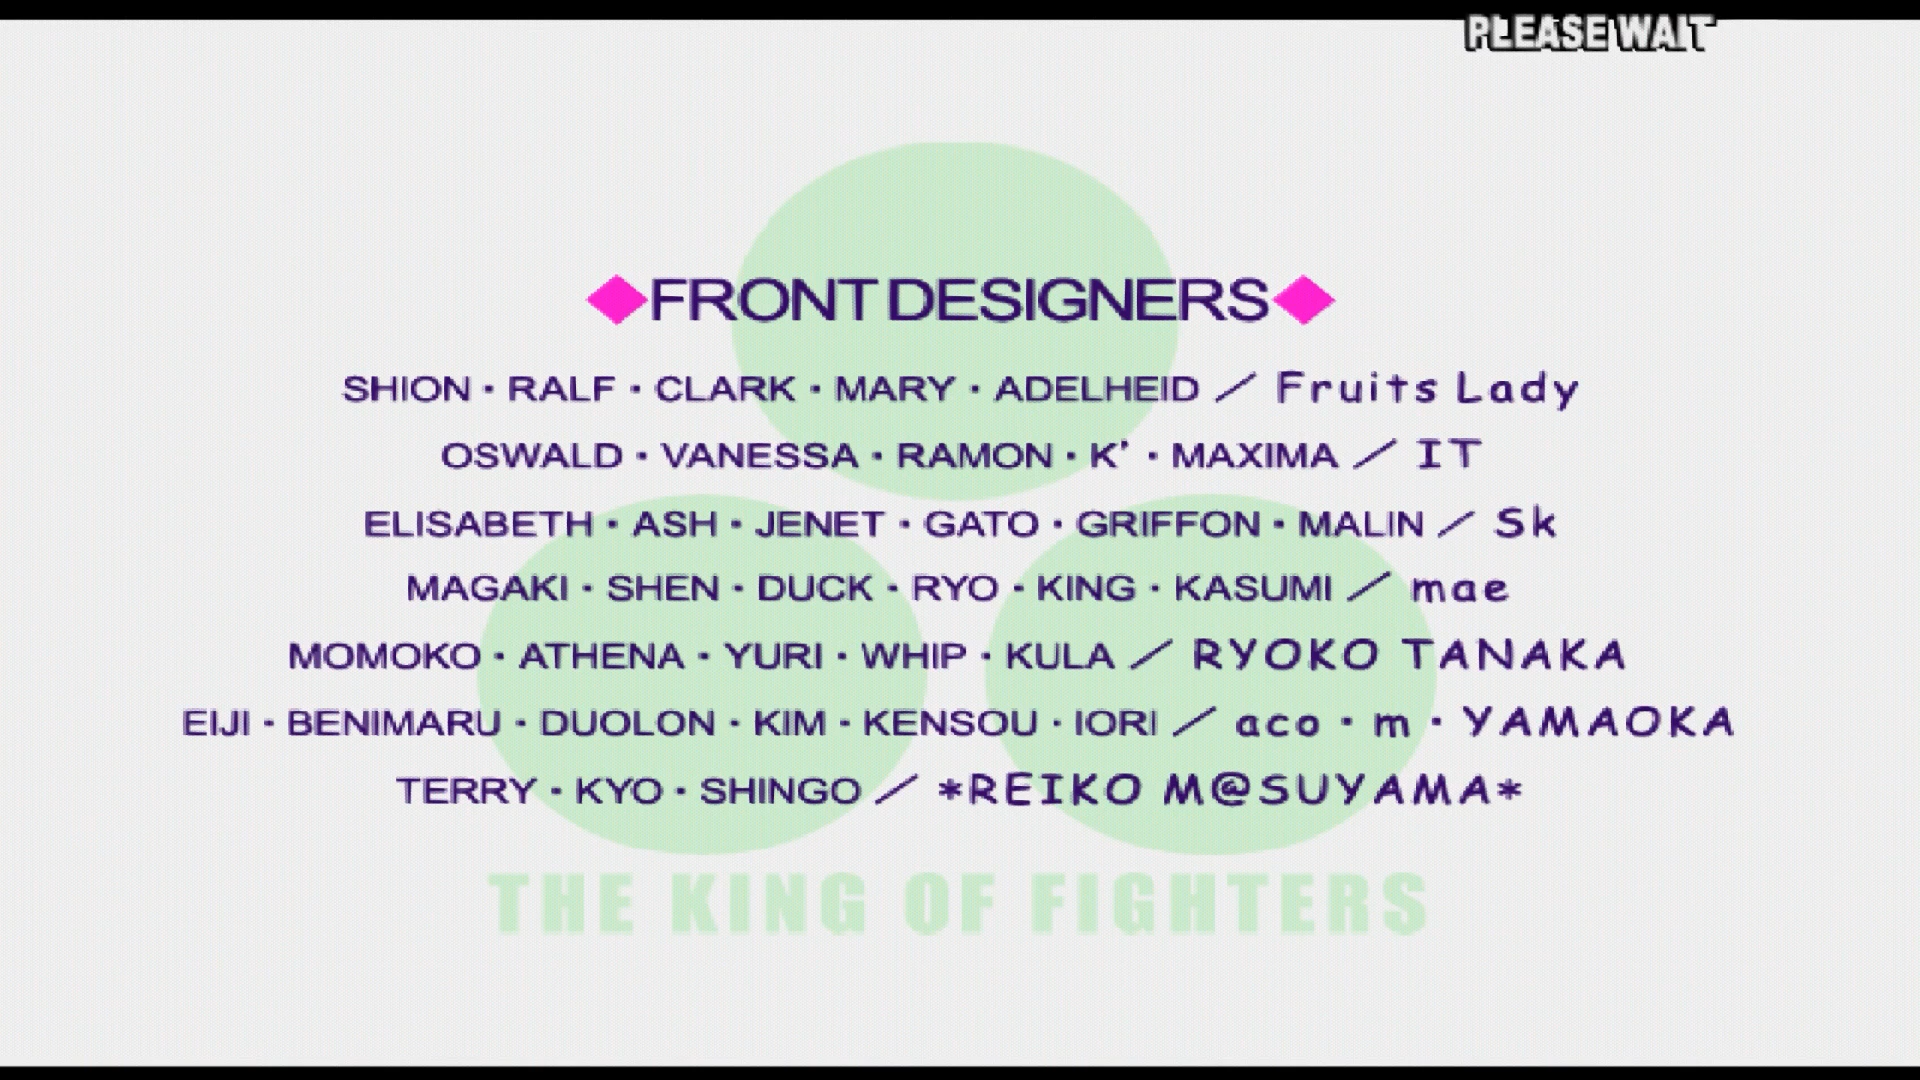 PLEASE WAIT
◆FRONT DESIGNERS◆
SHION・RALF・CLARK・MARY・ADELHEID／Fruits Lady
OSWALD・VANESSA・RAMON・K'・MAXIMA／IT
ELISABETH・ASH・JENET・GATO・GRIFFON・MALIN／Sk
MAGAKI・SHEN・DUCK・RYO・KING・KASUMI／mae
MOMOKO・ATHENA・YURI・WHIP・KULA／RYOKO TANAKA
EIJI・BENIMARU・DUOLON・KIM・KENSOU・IORI／aco・m・YAMAOKA
TERRY・KYO・SHINGO／*REIKO M@SUYAMA*
THE KING OF FIGHTERS